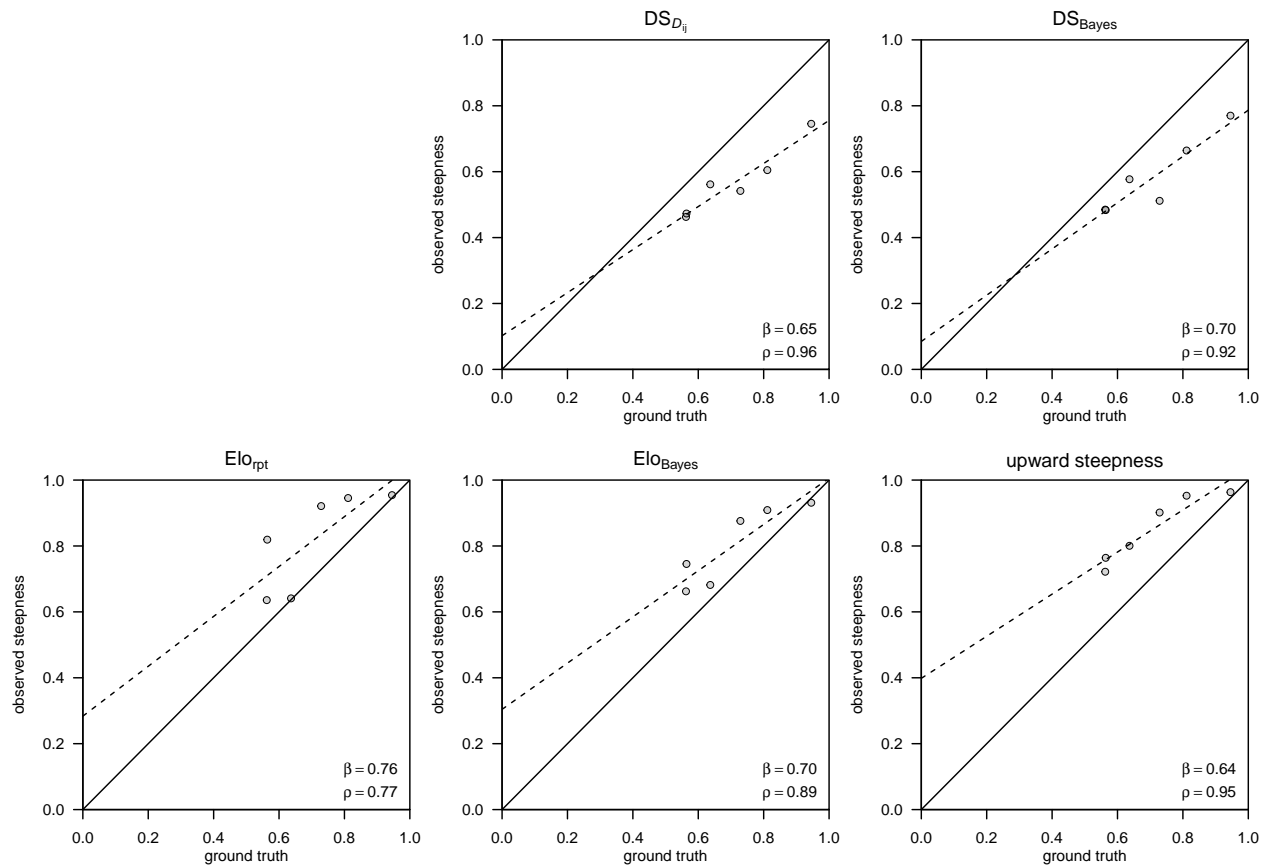 DS_Dij
observed steepness
1.0
0.8
0.6
0.4
0.2
0.0
β = 0.65
ρ = 0.96
0.0 0.2 0.4 0.6 0.8 1.0
ground truth
DS_Bayes
observed steepness
1.0
0.8
0.6
0.4
0.2
0.0
β = 0.70
ρ = 0.92
0.0 0.2 0.4 0.6 0.8 1.0
ground truth
Elo_rpt
observed steepness
1.0
0.8
0.6
0.4
0.2
0.0
β = 0.76
ρ = 0.77
0.0 0.2 0.4 0.6 0.8 1.0
ground truth
Elo_Bayes
observed steepness
1.0
0.8
0.6
0.4
0.2
0.0
β = 0.70
ρ = 0.89
0.0 0.2 0.4 0.6 0.8 1.0
ground truth
upward steepness
observed steepness
1.0
0.8
0.6
0.4
0.2
0.0
β = 0.64
ρ = 0.95
0.0 0.2 0.4 0.6 0.8 1.0
ground truth